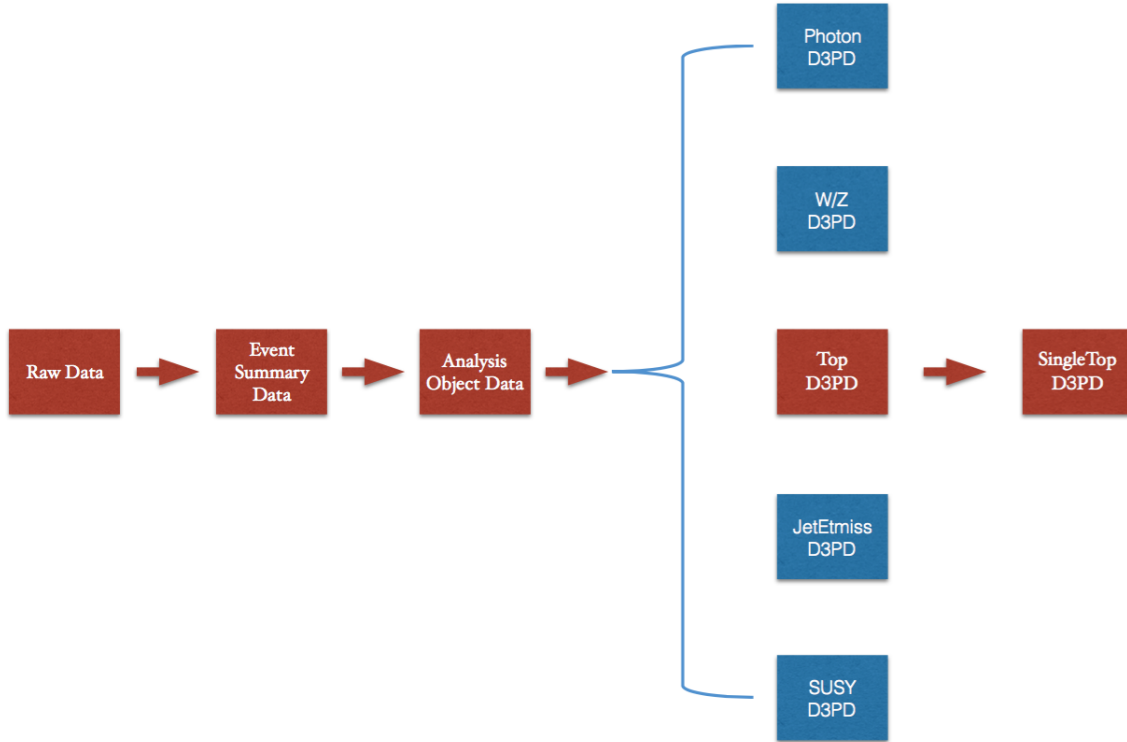 Photon
D3PD
W/Z
D3PD
Raw Data
Event
Summary
Data
Analysis
Object Data
Top
D3PD
SingleTop
D3PD
JetEtmiss
D3PD
SUSY
D3PD